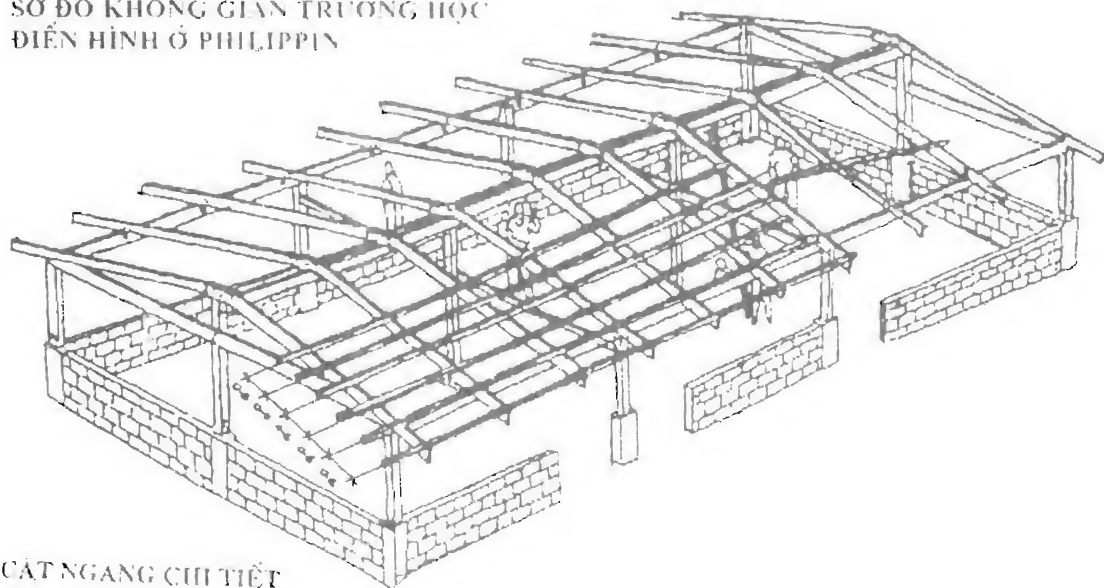 SƠ ĐỒ KHÔNG GIAN TRƯỜNG HỌC
ĐIỂN HÌNH Ở PHILIPPIN
CẮT NGANG CHI TIẾT